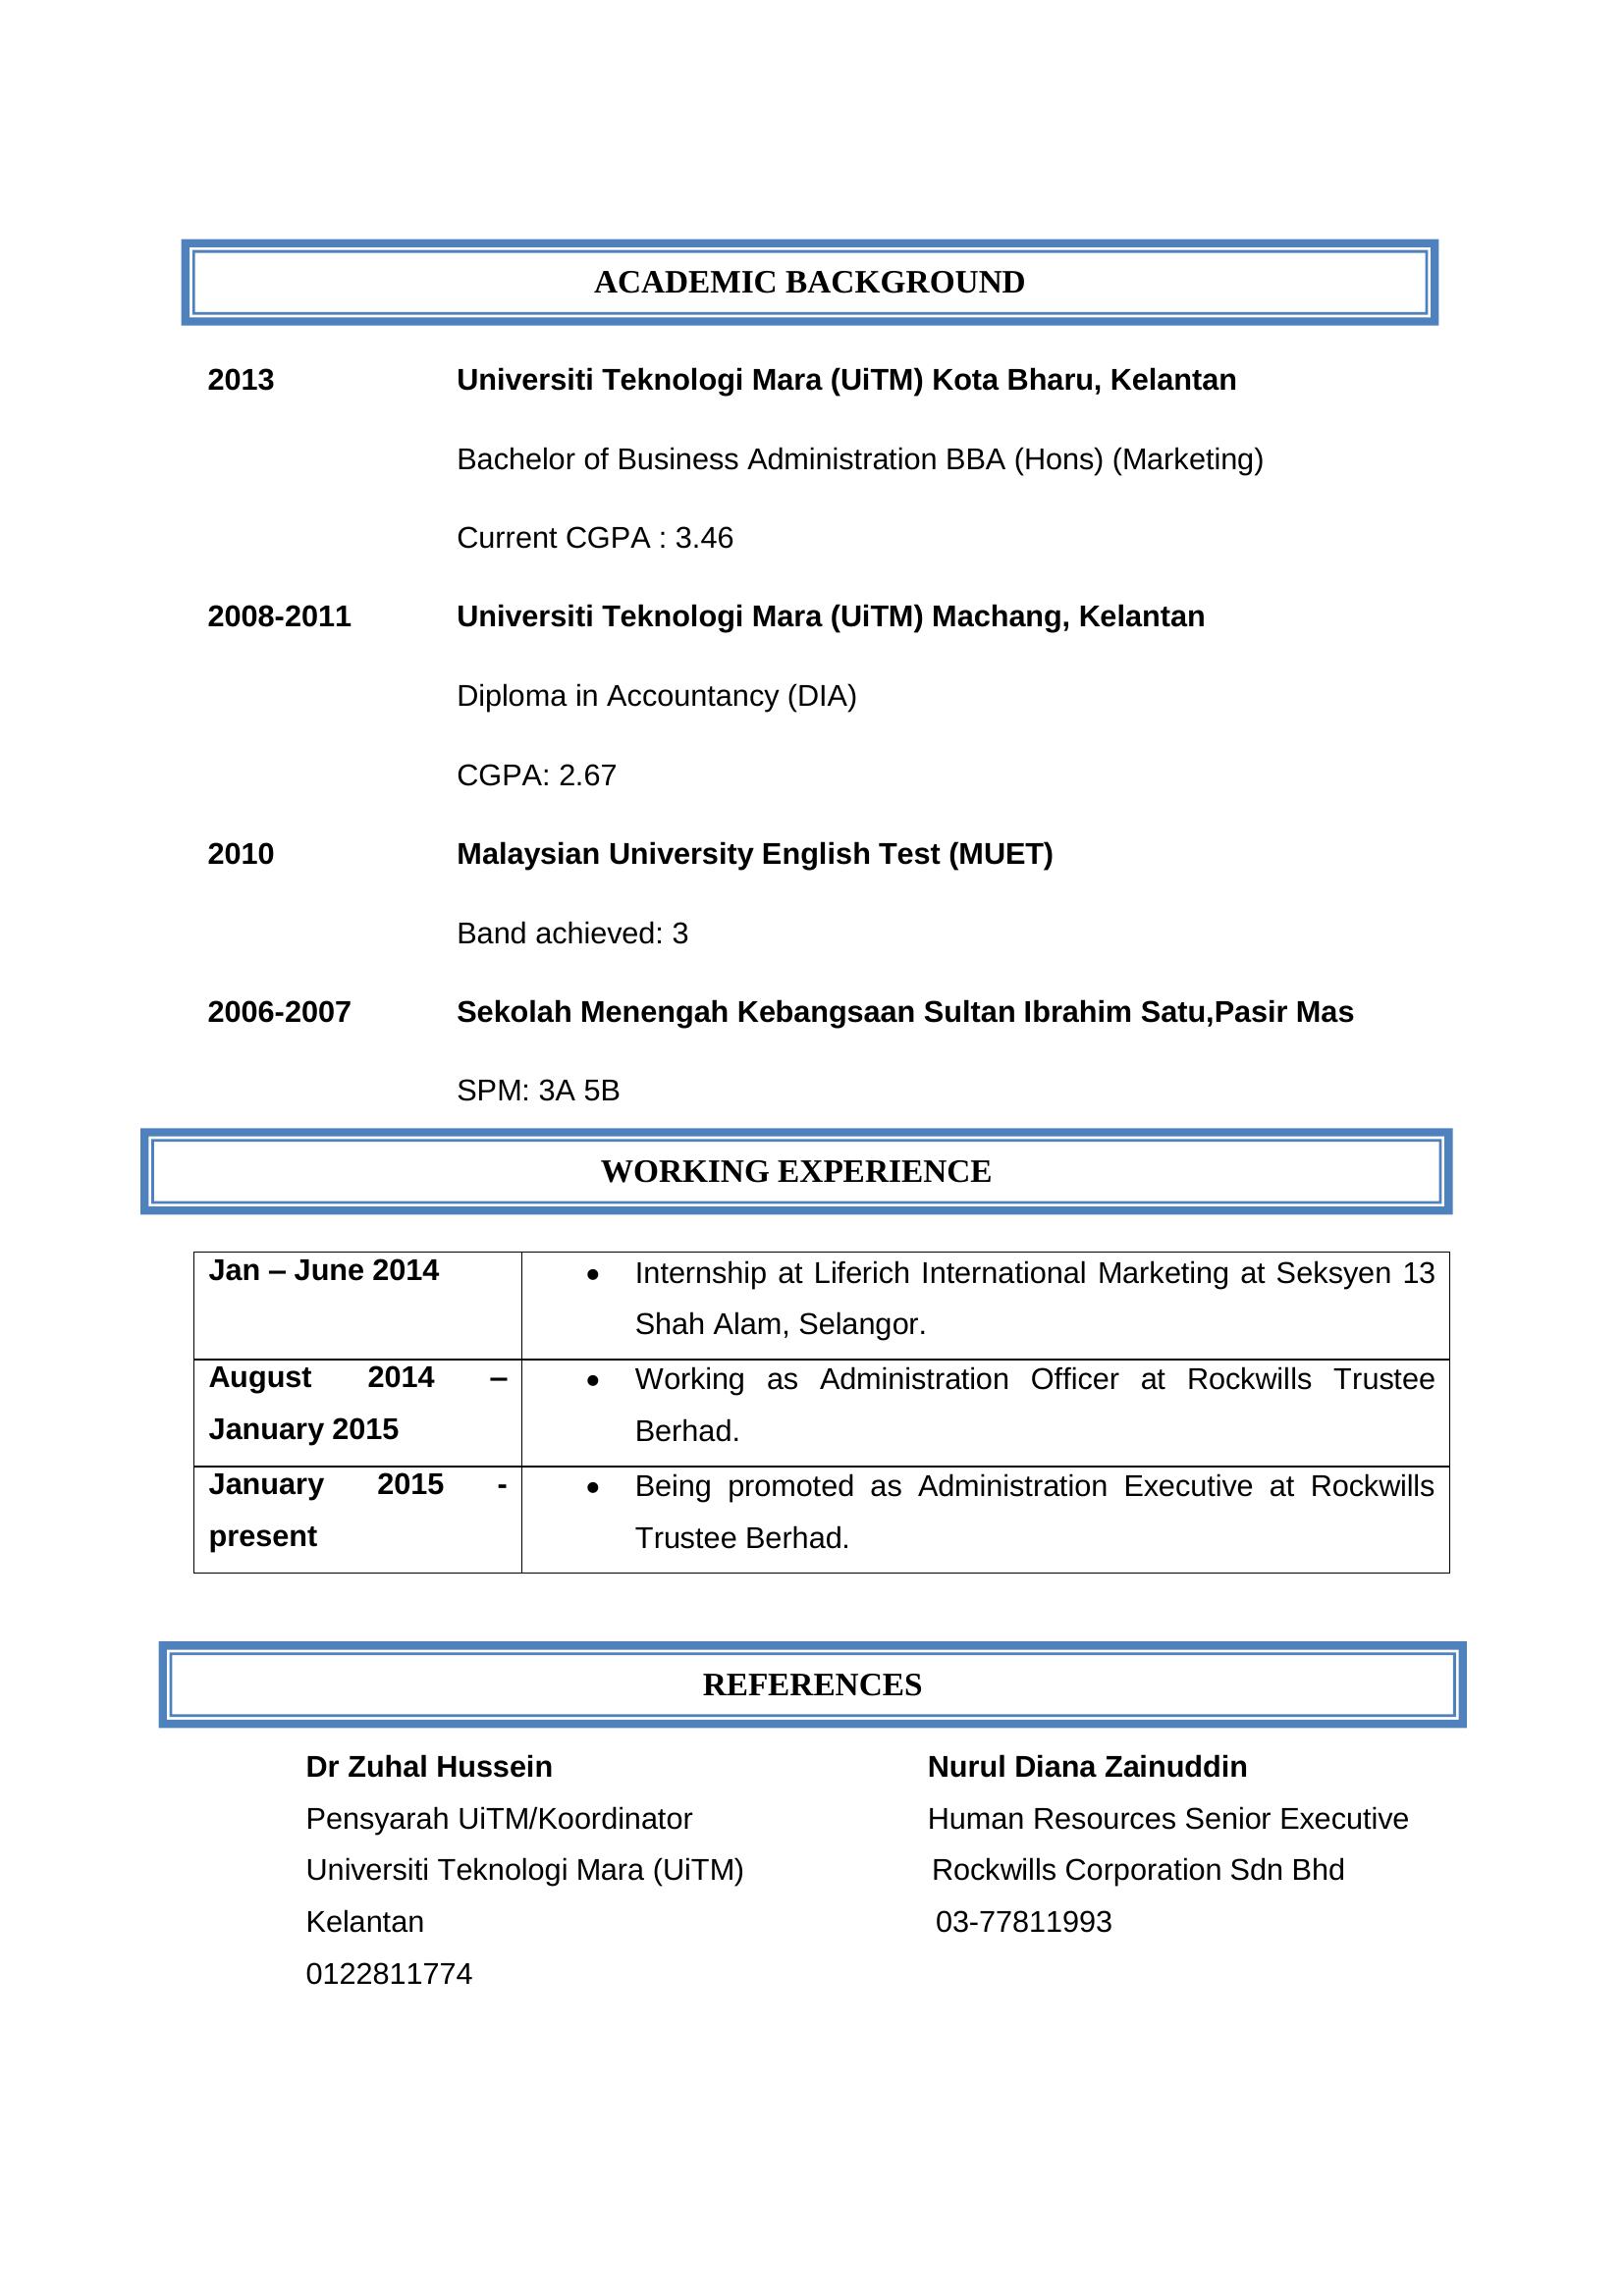 ACADEMIC BACKGROUND
2013 Universiti Teknologi Mara (UiTM) Kota Bharu, Kelantan
Bachelor of Business Administration BBA (Hons) (Marketing)
Current CGPA : 3.46
2008-2011 Universiti Teknologi Mara (UiTM) Machang, Kelantan
Diploma in Accountancy (DIA)
CGPA: 2.67
2010 Malaysian University English Test (MUET)
Band achieved: 3
2006-2007 Sekolah Menengah Kebangsaan Sultan Ibrahim Satu,Pasir Mas
SPM: 3A 5B
WORKING EXPERIENCE
Jan – June 2014
• Internship at Liferich International Marketing at Seksyen 13
Shah Alam, Selangor.
August 2014 –
January 2015
• Working as Administration Officer at Rockwills Trustee
Berhad.
January 2015 -
present
• Being promoted as Administration Executive at Rockwills
Trustee Berhad.
REFERENCES
Dr Zuhal Hussein
Pensyarah UiTM/Koordinator
Universiti Teknologi Mara (UiTM)
Kelantan
0122811774
Nurul Diana Zainuddin
Human Resources Senior Executive
Rockwills Corporation Sdn Bhd
03-77811993